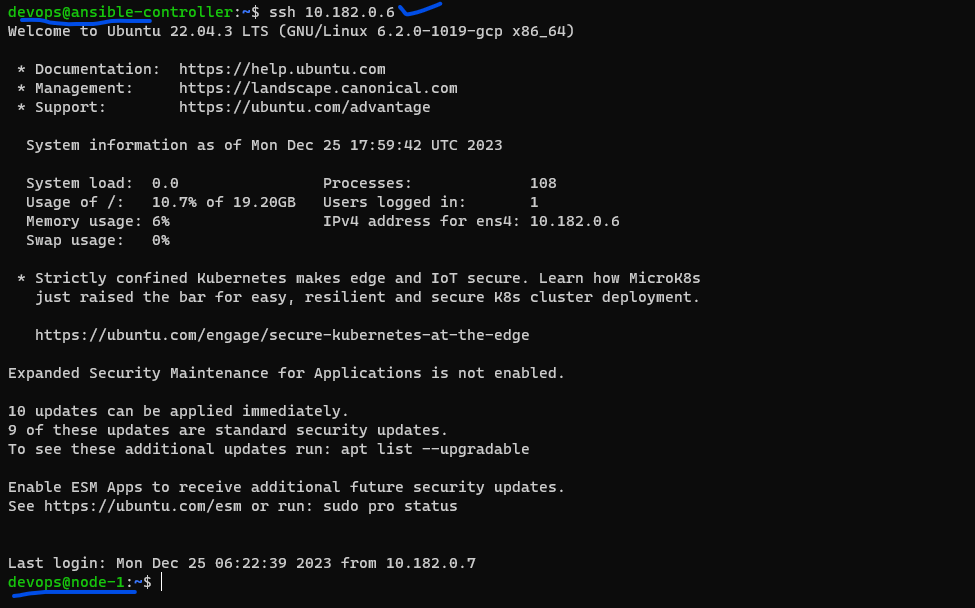 devops@ansible-controller:~$ ssh 10.182.0.6
Welcome to Ubuntu 22.04.3 LTS (GNU/Linux 6.2.0-1019-gcp x86_64)
* Documentation:  https://help.ubuntu.com
* Management:     https://landscape.canonical.com
* Support:        https://ubuntu.com/advantage
System information as of Mon Dec 25 17:59:42 UTC 2023
System load:  0.0                Processes:             108
Usage of /:   10.7% of 19.20GB   Users logged in:       1
Memory usage: 6%                 IPv4 address for ens4: 10.182.0.6
Swap usage:   0%
* Strictly confined Kubernetes makes edge and IoT secure. Learn how MicroK8s
just raised the bar for easy, resilient and secure K8s cluster deployment.
https://ubuntu.com/engage/secure-kubernetes-at-the-edge
Expanded Security Maintenance for Applications is not enabled.
10 updates can be applied immediately.
9 of these updates are standard security updates.
To see these additional updates run: apt list --upgradable
Enable ESM Apps to receive additional future security updates.
See https://ubuntu.com/esm or run: sudo pro status
Last login: Mon Dec 25 06:22:39 2023 from 10.182.0.7
devops@node-1:~$